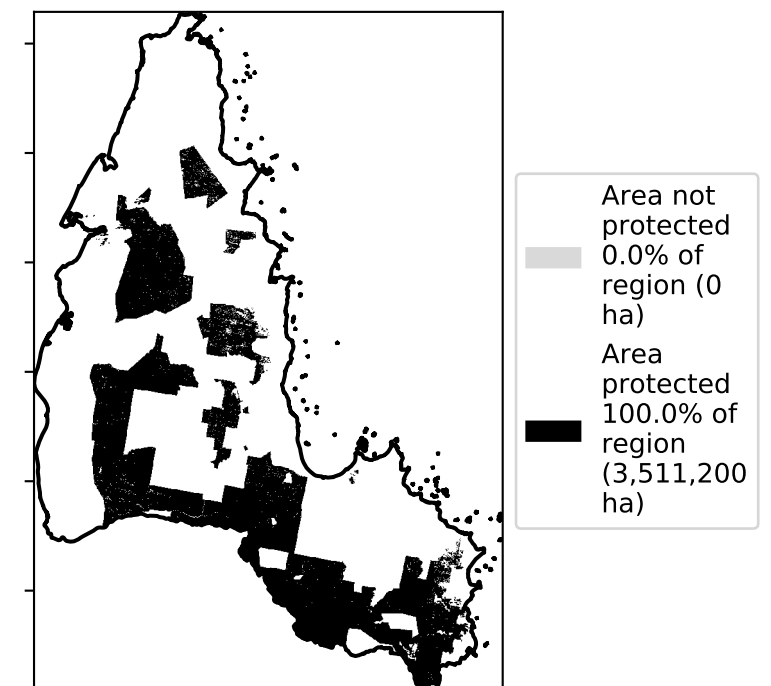 Area not
protected
0.0% of
region (0
ha)
Area
protected
100.0% of
region
(3,511,200
ha)